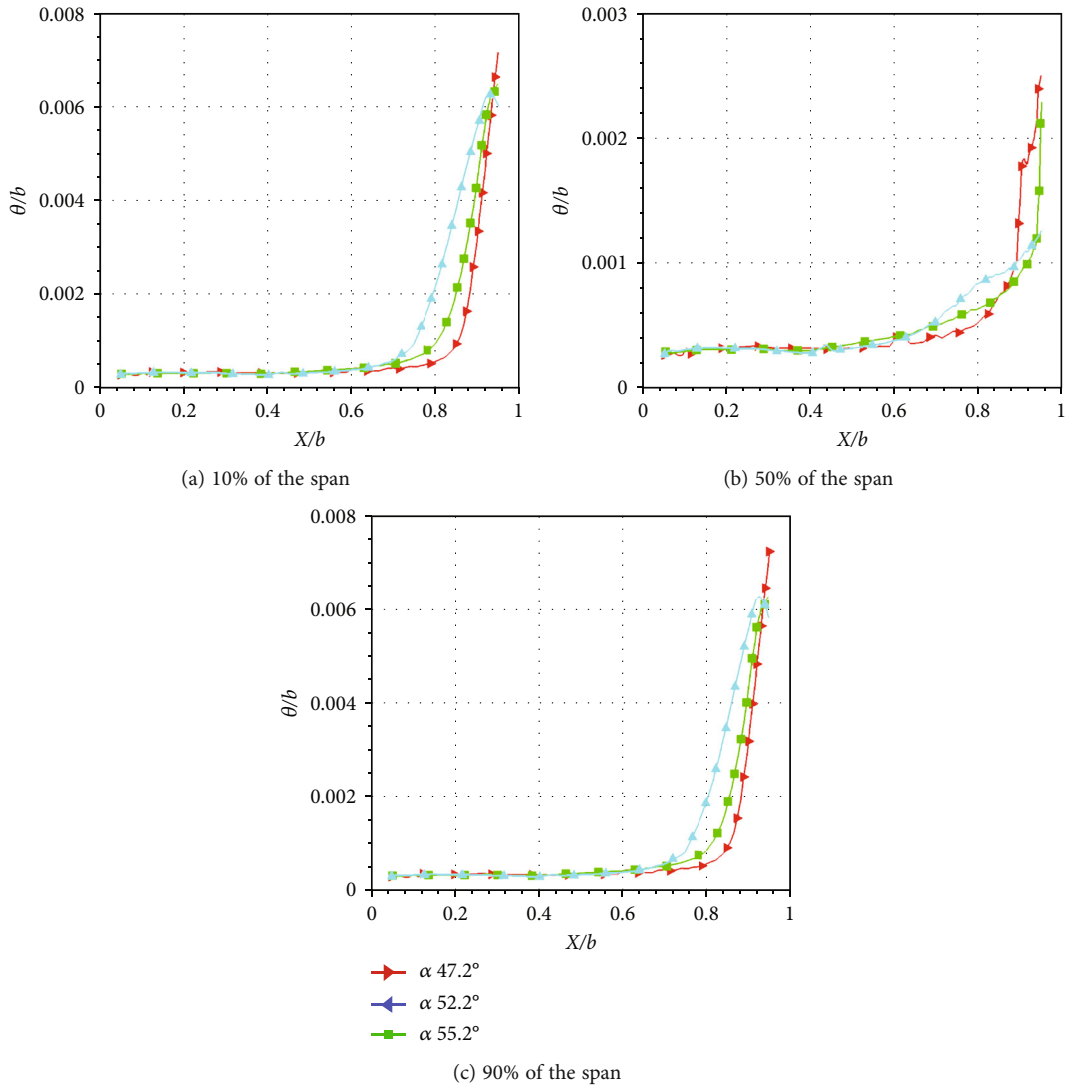 0.008
0.006
0.004
0.002
0
θ/b
0 0.2 0.4 0.6 0.8 1
X/b
(a) 10% of the span
0.003
0.002
0.001
0
θ/b
0 0.2 0.4 0.6 0.8 1
X/b
(b) 50% of the span
0.008
0.006
0.004
0.002
0
θ/b
0 0.2 0.4 0.6 0.8 1
X/b
α 47.2°
α 52.2°
α 55.2°
(c) 90% of the span